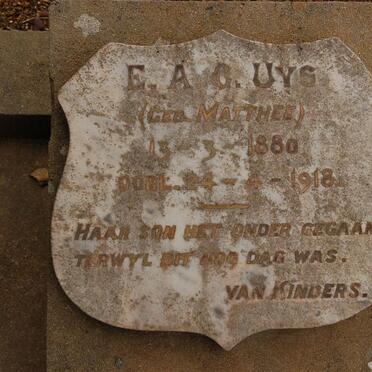 E. A. C. UYS
(GEB. MATTHEE)
13 - 3 - 1880
OORL. 24 - 4 - 1918.
HAAR SON HET ONDER GEGAAN
TERWYL DIT NOG DAG WAS.
VAN KINDERS.